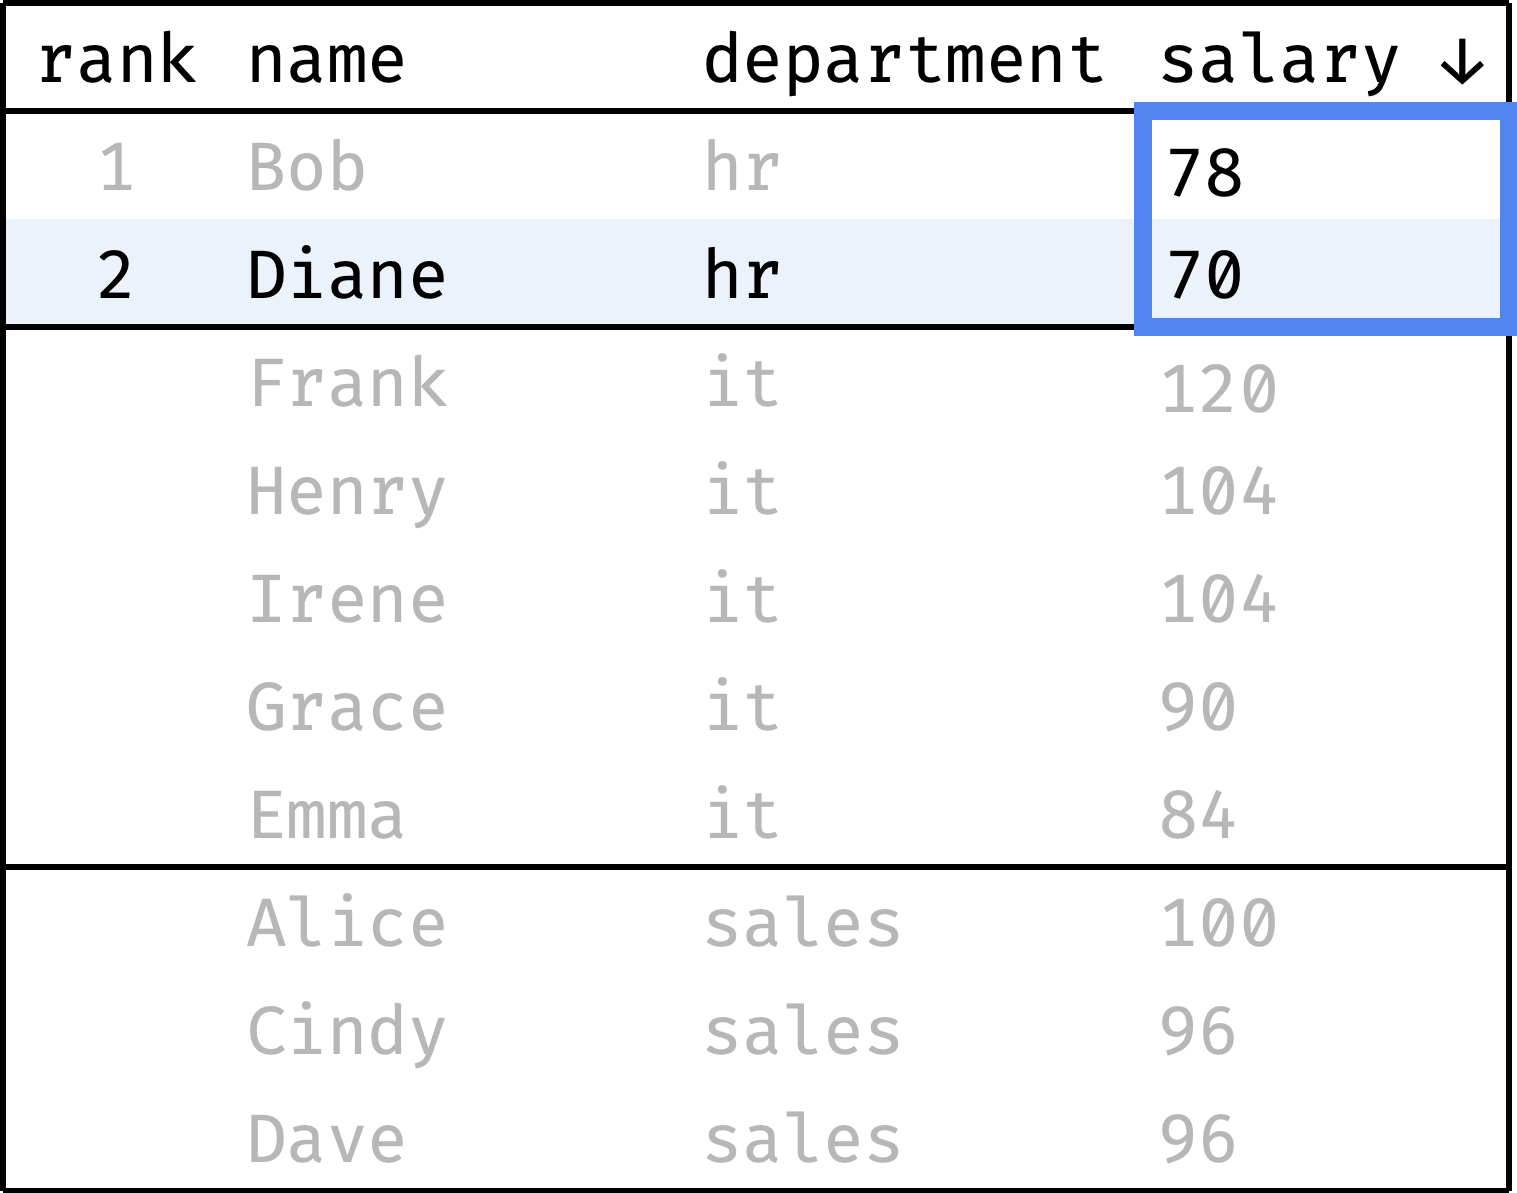 rank name department salary ↓
1 Bob hr 78
2 Diane hr 70
Frank it 120
Henry it 104
Irene it 104
Grace it 90
Emma it 84
Alice sales 100
Cindy sales 96
Dave sales 96